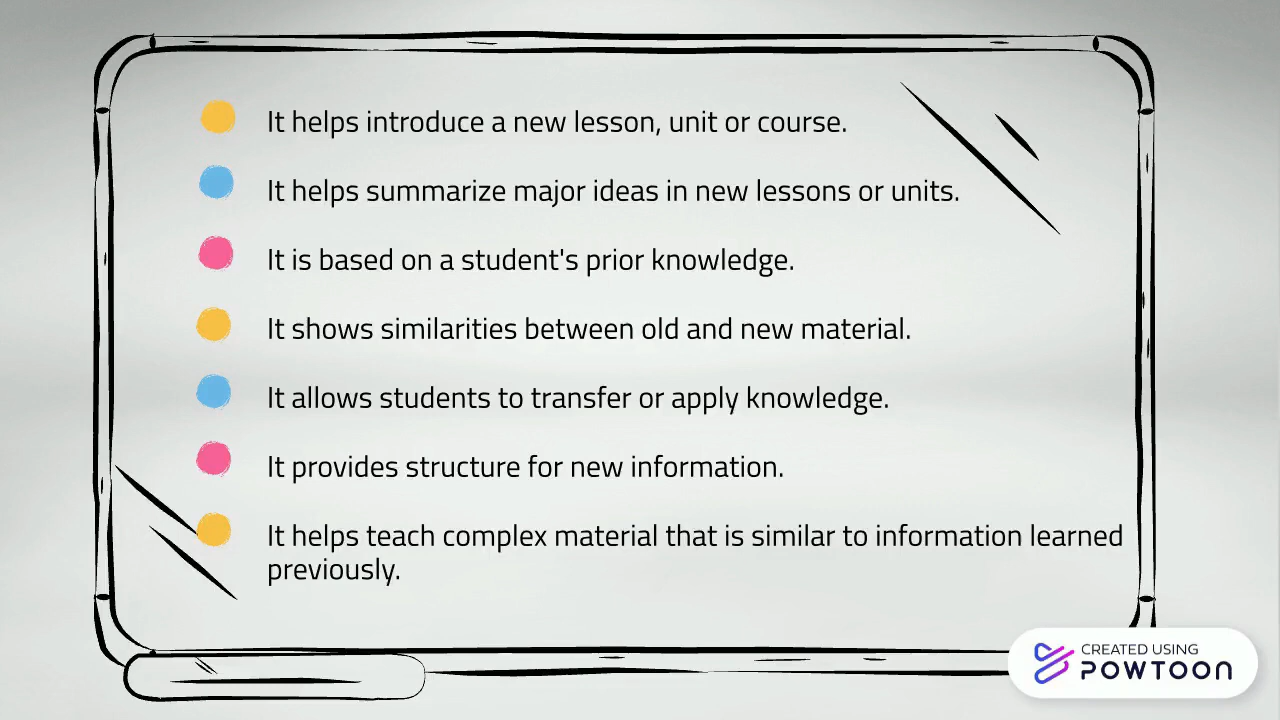 It helps introduce a new lesson, unit or course.
It helps summarize major ideas in new lessons or units.
It is based on a student's prior knowledge.
It shows similarities between old and new material.
It allows students to transfer or apply knowledge.
It provides structure for new information.
It helps teach complex material that is similar to information learned
previously.
CREATED USING
POWTOON